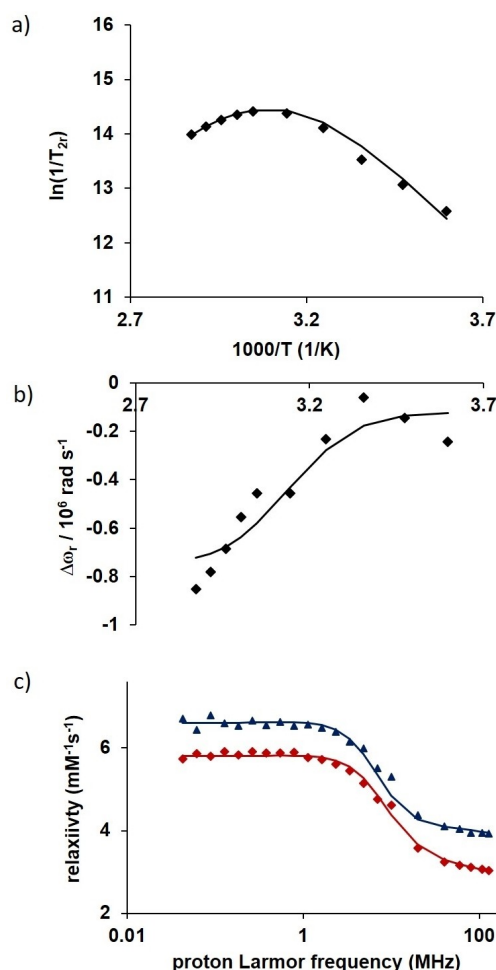 a)
16
15
14
13
12
11
ln(1/T2r)
2.7 3.2 3.7
1000/T (1/K)
b)
0
2.7 3.2 3.7
-0.2
-0.4
-0.6
-0.8
-1
Δωr / 10⁶ rad s⁻¹
c)
6
4
2
relaxiivty (mM⁻¹s⁻¹)
0.01 1 100
proton Larmor frequency (MHz)